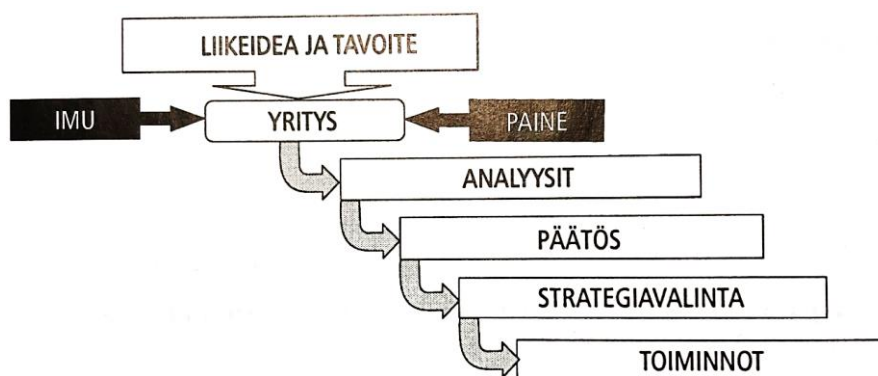 LIIKEIDEA JA TAVOITE
IMU
YRITYS
PAINE
ANALYYSIT
PÄÄTÖS
STRATEGIAVALINTA
TOIMINNOT